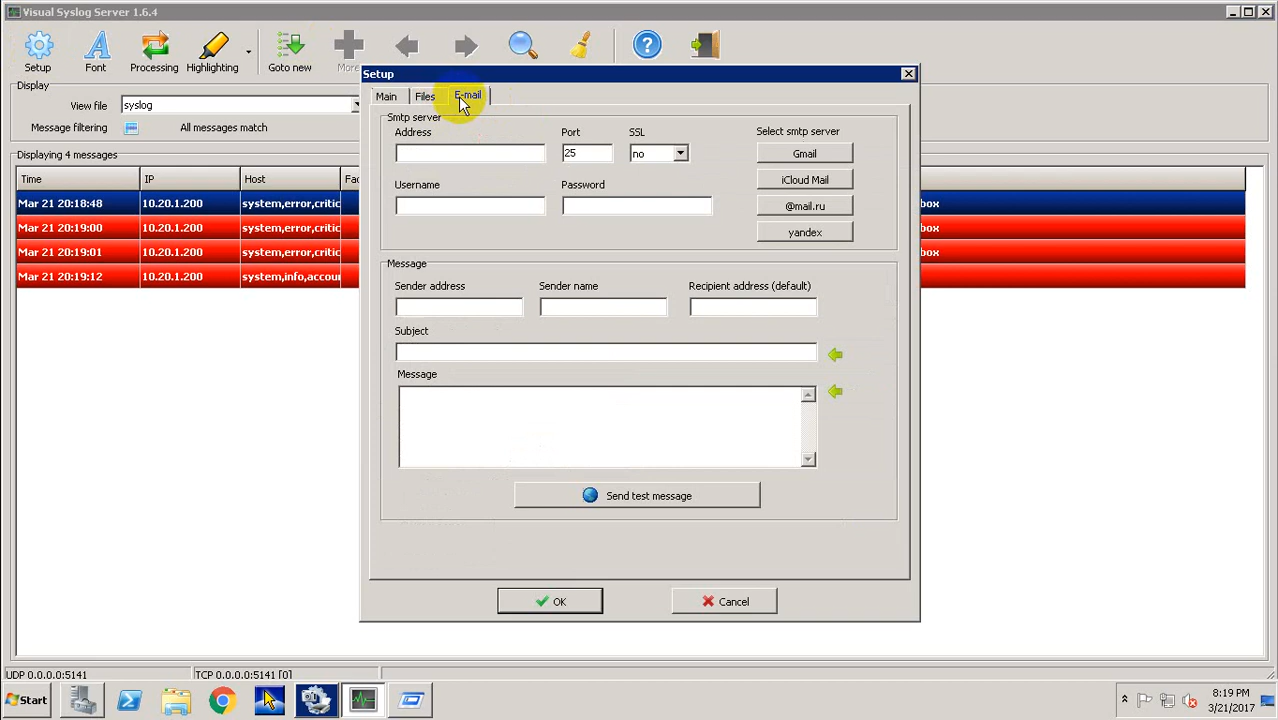 Visual Syslog Server 1.6.4
Setup Font Processing Highlighting Goto new More
Display
View file syslog
Message filtering All messages match
Displaying 4 messages
Time IP Host Fac
Mar 21 20:18:48 10.20.1.200 system,error,critic box
Mar 21 20:19:00 10.20.1.200 system,error,critic
Mar 21 20:19:01 10.20.1.200 system,error,critic box
Mar 21 20:19:12 10.20.1.200 system,info,accour
Setup
Main Files E-mail
Smtp server
Address Port SSL Select smtp server
25 no Gmail
Username Password iCloud Mail
@mail.ru
yandex
Message
Sender address Sender name Recipient address (default)
Subject
Message
Send test message
OK Cancel
UDP 0.0.0.0:5141 TCP 0.0.0.0:5141 [0]
Start 8:19 PM
3/21/2017